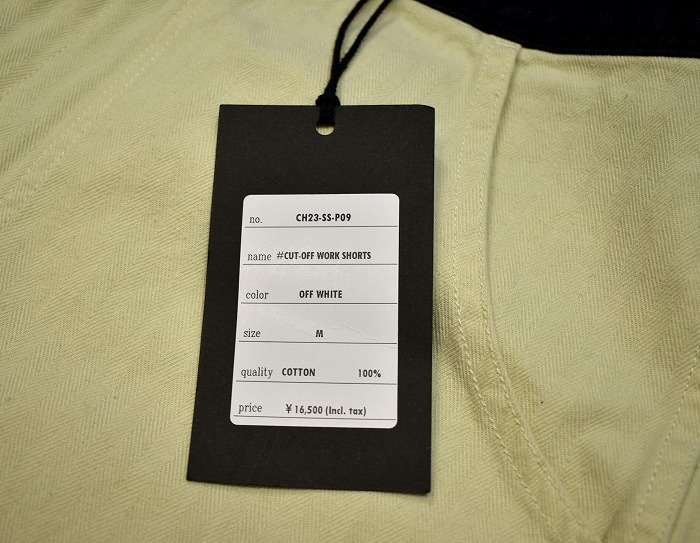 no. CH23-SS-P09
name #CUT-OFF WORK SHORTS
color OFF WHITE
size M
quality COTTON 100%
price ¥16,500 (Incl. tax)